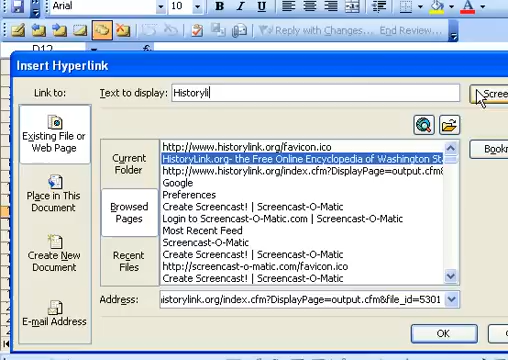 Arial
10
B I U
Reply with Changes... End Review...
D12
Insert Hyperlink
Link to:
Text to display:
Historyli
Scree
Existing File or
Web Page
Place in This
Document
Create New
Document
E-mail Address
Current
Folder
Browsed
Pages
Recent
Files
http://www.historylink.org/favicon.ico
HistoryLink.org- the Free Online Encyclopedia of Washington Sta
http://www.historylink.org/index.cfm?DisplayPage=output.cfm&
Google
Preferences
Create Screencast! | Screencast-O-Matic
Login to Screencast-O-Matic.com | Screencast-O-Matic
Most Recent Feed
Screencast-O-Matic
Create Screencast! | Screencast-O-Matic
http://screencast-o-matic.com/favicon.ico
Create Screencast! | Screencast-O-Matic
Bookm
Address:
istorylink.org/index.cfm?DisplayPage=output.cfm&file_id=5301
OK